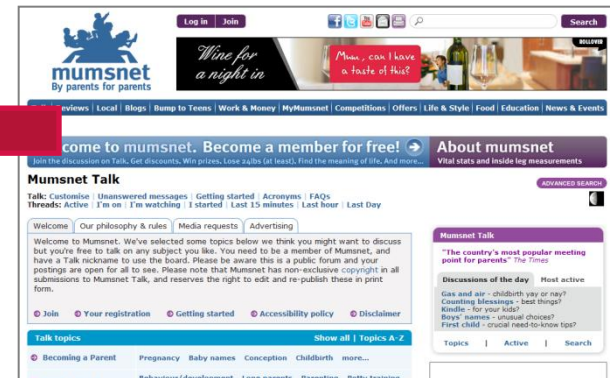 Log in Join
Search
Wine for
a night in
Mum, can I have
a taste of this?
ROLLOVER
mumsnet
By parents for parents
Reviews | Local | Blogs | Bump to Teens | Work & Money | MyMumsnet | Competitions | Offers | Life & Style | Food | Education | News & Events
come to mumsnet. Become a member for free!
Join the discussion on Talk, Get discounts, Win prizes, Lose 24lbs (at least), Find the meaning of life, And more...
About mumsnet
Vital stats and inside leg measurements
Mumsnet Talk
ADVANCED SEARCH
Talk: Customise | Unanswered messages | Getting started | Acronyms | FAQs
Threads: Active | I'm on | I'm watching | I started | Last 15 minutes | Last hour | Last Day
Welcome Our philosophy & rules Media requests Advertising
Welcome to Mumsnet. We've selected some topics below we think you might want to discuss
but you're free to talk on any subject you like. You need to be a member of Mumsnet, and
have a Talk nickname to use the board. Please be aware this is a public forum and your
postings are open for all to see. Please note that Mumsnet has non-exclusive copyright in all
submissions to Mumsnet Talk, and reserves the right to edit and re-publish these in print
form.
Join Your registration Getting started Accessibility policy Disclaimer
Mumsnet Talk
"The country's most popular meeting
point for parents" The Times
Discussions of the day Most active
Gas and air - childbirth yay or nay?
Counting blessings - best things?
Kindle - for your kids?
Boys' names - unusual choices?
First child - crucial need-to-know tips?
Topics | Active | Search
Talk topics Show all | Topics A-Z
Becoming a Parent Pregnancy Baby names Conception Childbirth more...
Behaviour/development Lone parents Parenting Potty training